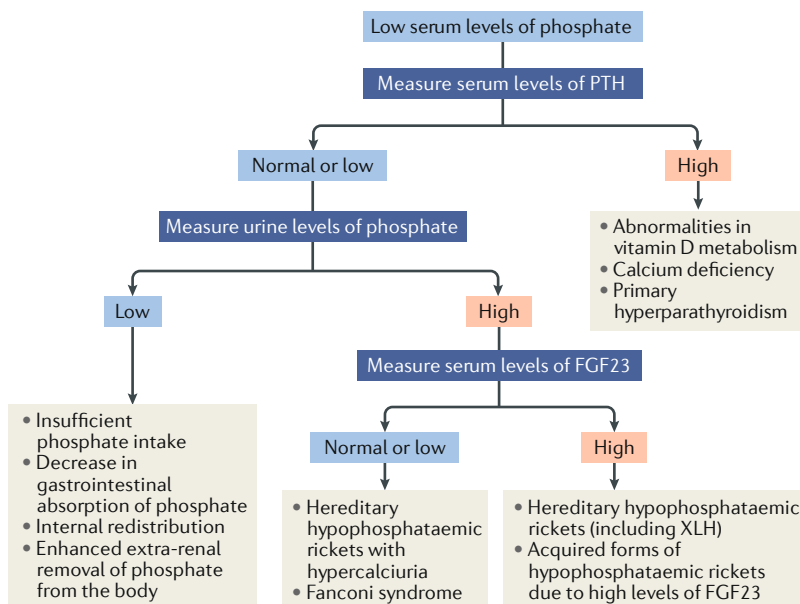 Low serum levels of phosphate
Measure serum levels of PTH
Normal or low
High
Measure urine levels of phosphate
• Abnormalities in
vitamin D metabolism
• Calcium deficiency
• Primary
hyperparathyroidism
Low
High
Measure serum levels of FGF23
• Insufficient
phosphate intake
• Decrease in
gastrointestinal
absorption of phosphate
• Internal redistribution
• Enhanced extra-renal
removal of phosphate
from the body
Normal or low
High
• Hereditary
hypophosphataemic
rickets with
hypercalciuria
• Fanconi syndrome
• Hereditary hypophosphataemic
rickets (including XLH)
• Acquired forms of
hypophosphataemic rickets
due to high levels of FGF23